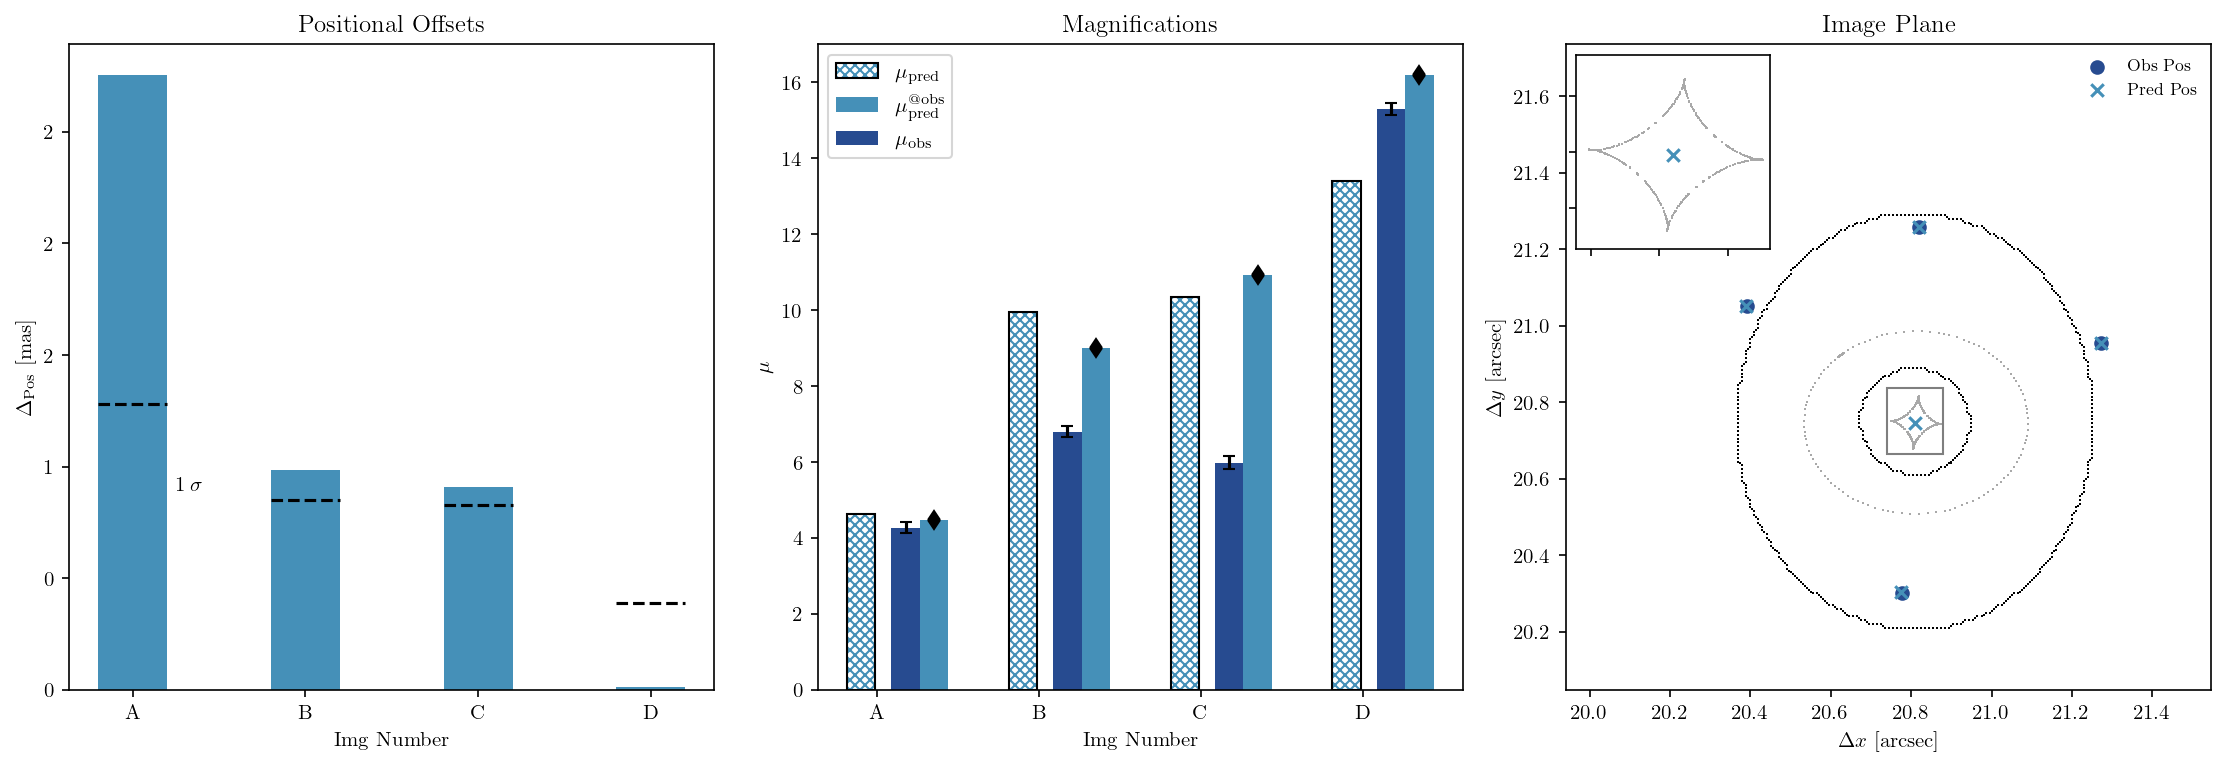 Positional Offsets
2
2
2
1
0
0
Δ_Pos [mas]
1 σ
A B C D
Img Number
Magnifications
μ_pred
μ_pred^@obs
μ_obs
16
14
12
10
8
6
4
2
0
μ
A B C D
Img Number
Image Plane
Obs Pos
Pred Pos
21.6
21.4
21.2
21.0
20.8
20.6
20.4
20.2
Δy [arcsec]
20.0 20.2 20.4 20.6 20.8 21.0 21.2 21.4
Δx [arcsec]